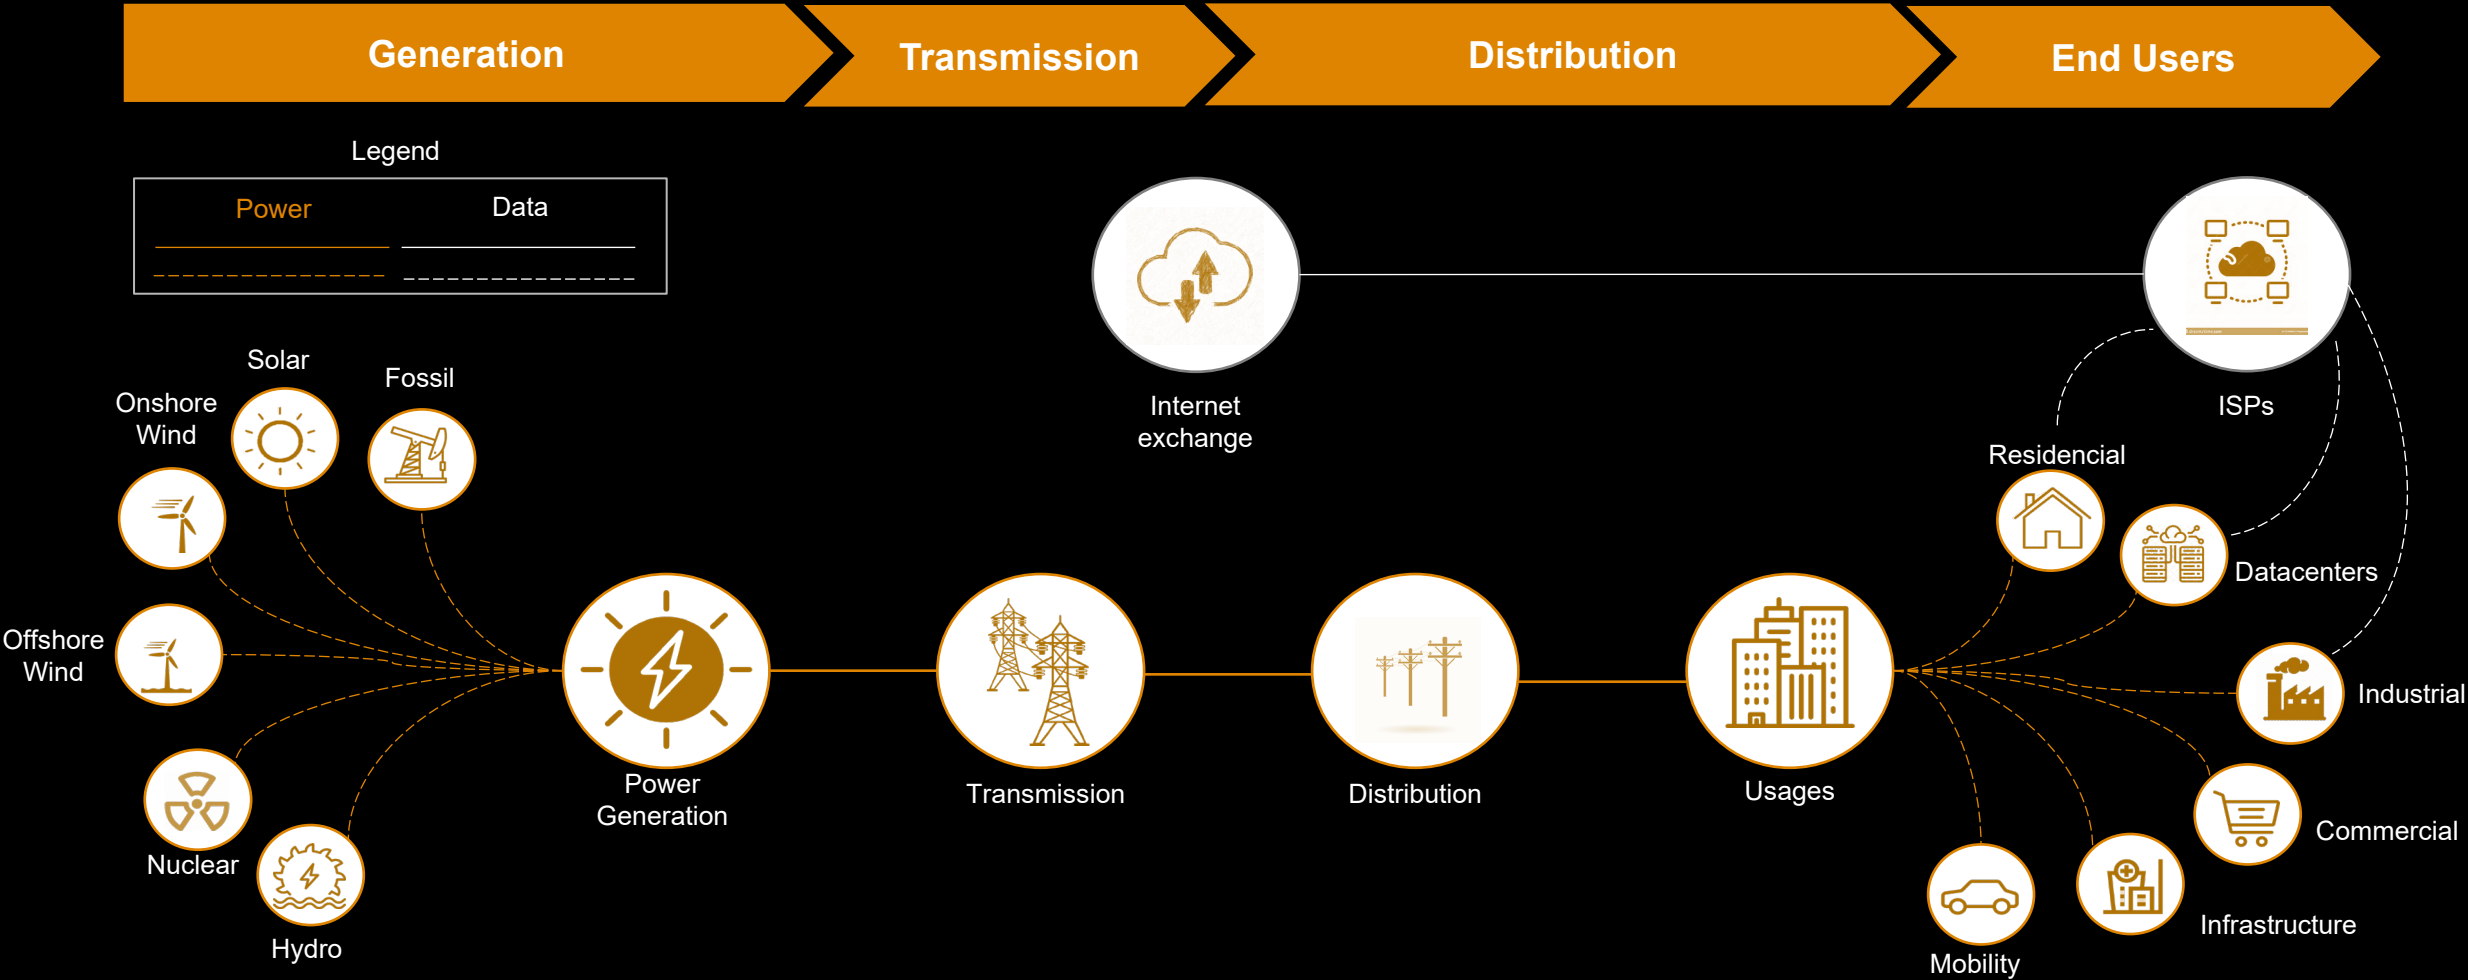 Generation
Transmission
Distribution
End Users
Legend
Power
Data
Solar
Fossil
Onshore
Wind
Offshore
Wind
Nuclear
Hydro
Power
Generation
Transmission
Distribution
Usages
Internet
exchange
ISPs
Residencial
Datacenters
Industrial
Commercial
Infrastructure
Mobility